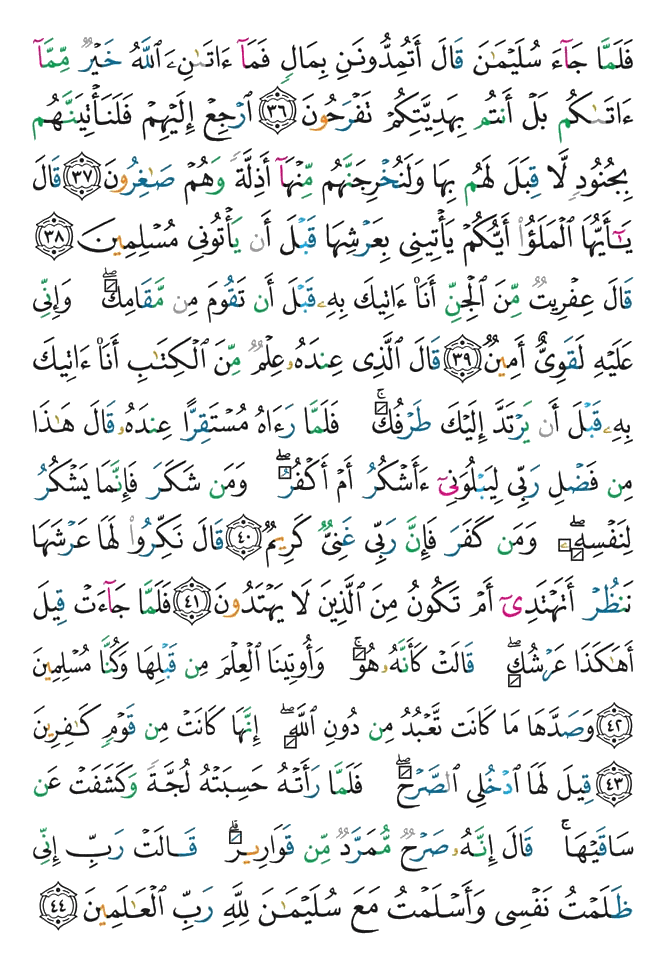 فَلَمَّا جَآءَ سُلَيْمَـٰنَ قَالَ أَتُمِدُّونَنِ بِمَالٍ فَمَآ ءَاتَىٰنِۦَ ٱللَّهُ خَيْرٌ مِّمَّآ
ءَاتَىٰكُم بَلْ أَنتُم بِهَدِيَّتِكُمْ تَفْرَحُونَ ٣٦ ٱرْجِعْ إِلَيْهِمْ فَلَنَأْتِيَنَّهُم
بِجُنُودٍ لَّا قِبَلَ لَهُم بِهَا وَلَنُخْرِجَنَّهُم مِّنْهَآ أَذِلَّةً وَهُمْ صَـٰغِرُونَ ٣٧ قَالَ
يَـٰٓأَيُّهَا ٱلْمَلَؤُا۟ أَيُّكُمْ يَأْتِينِى بِعَرْشِهَا قَبْلَ أَن يَأْتُونِى مُسْلِمِينَ ٣٨
قَالَ عِفْرِيتٌ مِّنَ ٱلْجِنِّ أَنَا۠ ءَاتِيكَ بِهِۦ قَبْلَ أَن تَقُومَ مِن مَّقَامِكَ ۖ وَإِنِّى
عَلَيْهِ لَقَوِىٌّ أَمِينٌ ٣٩ قَالَ ٱلَّذِى عِندَهُۥ عِلْمٌ مِّنَ ٱلْكِتَـٰبِ أَنَا۠ ءَاتِيكَ
بِهِۦ قَبْلَ أَن يَرْتَدَّ إِلَيْكَ طَرْفُكَ ۚ فَلَمَّا رَءَاهُ مُسْتَقِرًّا عِندَهُۥ قَالَ هَـٰذَا
مِن فَضْلِ رَبِّى لِيَبْلُوَنِىٓ ءَأَشْكُرُ أَمْ أَكْفُرُ ۖ وَمَن شَكَرَ فَإِنَّمَا يَشْكُرُ
لِنَفْسِهِۦ ۖ وَمَن كَفَرَ فَإِنَّ رَبِّى غَنِىٌّ كَرِيمٌ ٤٠ قَالَ نَكِّرُوا۟ لَهَا عَرْشَهَا
نَنظُرْ أَتَهْتَدِىٓ أَمْ تَكُونُ مِنَ ٱلَّذِينَ لَا يَهْتَدُونَ ٤١ فَلَمَّا جَآءَتْ قِيلَ
أَهَـٰكَذَا عَرْشُكِ ۖ قَالَتْ كَأَنَّهُۥ هُوَ ۚ وَأُوتِينَا ٱلْعِلْمَ مِن قَبْلِهَا وَكُنَّا مُسْلِمِينَ
٤٢ وَصَدَّهَا مَا كَانَت تَّعْبُدُ مِن دُونِ ٱللَّهِ ۖ إِنَّهَا كَانَتْ مِن قَوْمٍ كَـٰفِرِينَ
٤٣ قِيلَ لَهَا ٱدْخُلِى ٱلصَّرْحَ ۖ فَلَمَّا رَأَتْهُ حَسِبَتْهُ لُجَّةً وَكَشَفَتْ عَن
سَاقَيْهَا ۚ قَالَ إِنَّهُۥ صَرْحٌ مُّمَرَّدٌ مِّن قَوَارِيرَ ۗ قَالَتْ رَبِّ إِنِّى
ظَلَمْتُ نَفْسِى وَأَسْلَمْتُ مَعَ سُلَيْمَـٰنَ لِلَّهِ رَبِّ ٱلْعَـٰلَمِينَ ٤٤